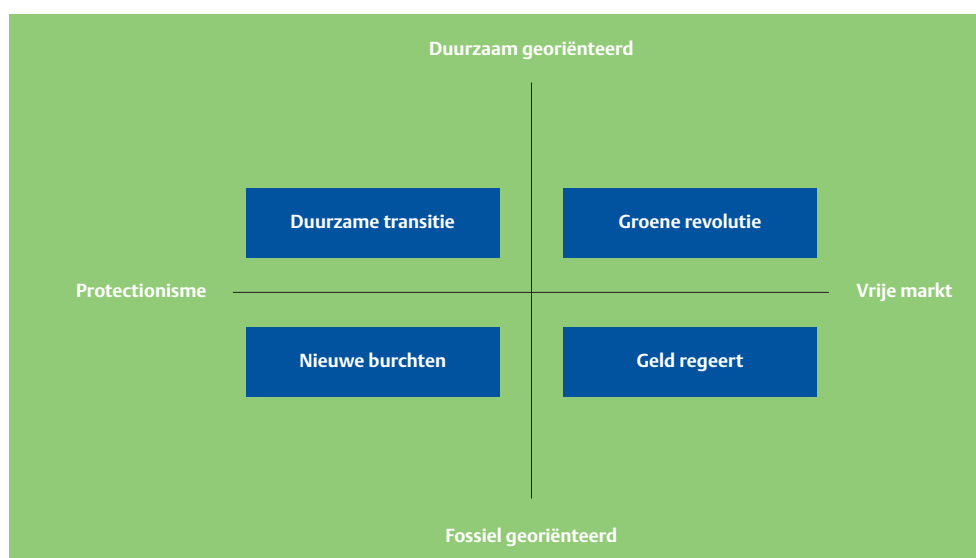 Duurzaam georiënteerd
Duurzame transitie
Groene revolutie
Protectionisme
Vrije markt
Nieuwe burchten
Geld regeert
Fossiel georiënteerd